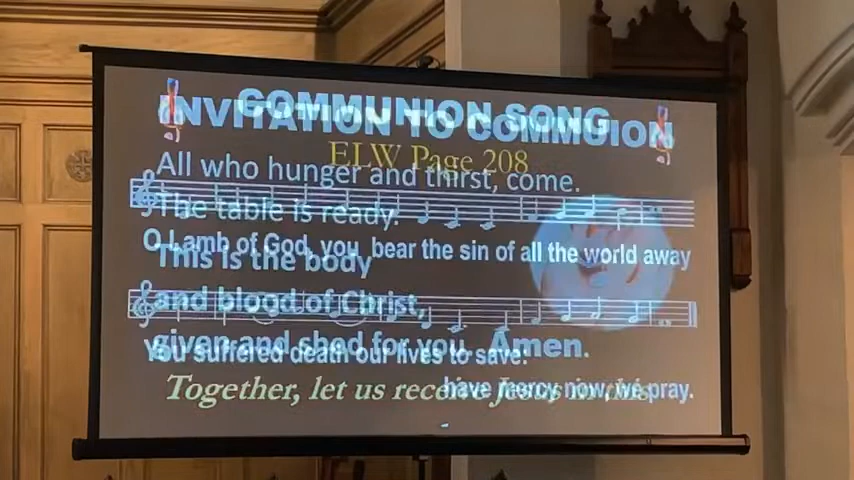 COMMUNION SONG
INVITATION TO COMMUNION
ELW Page 208
All who hunger and thirst, come.
The table is ready.
O Lamb of God, you bear the sin of all the world away
This is the body
and blood of Christ,
given and shed for you. Amen.
You suffered death our lives to save:
have mercy now, we pray.
Together, let us receive Jesus in this